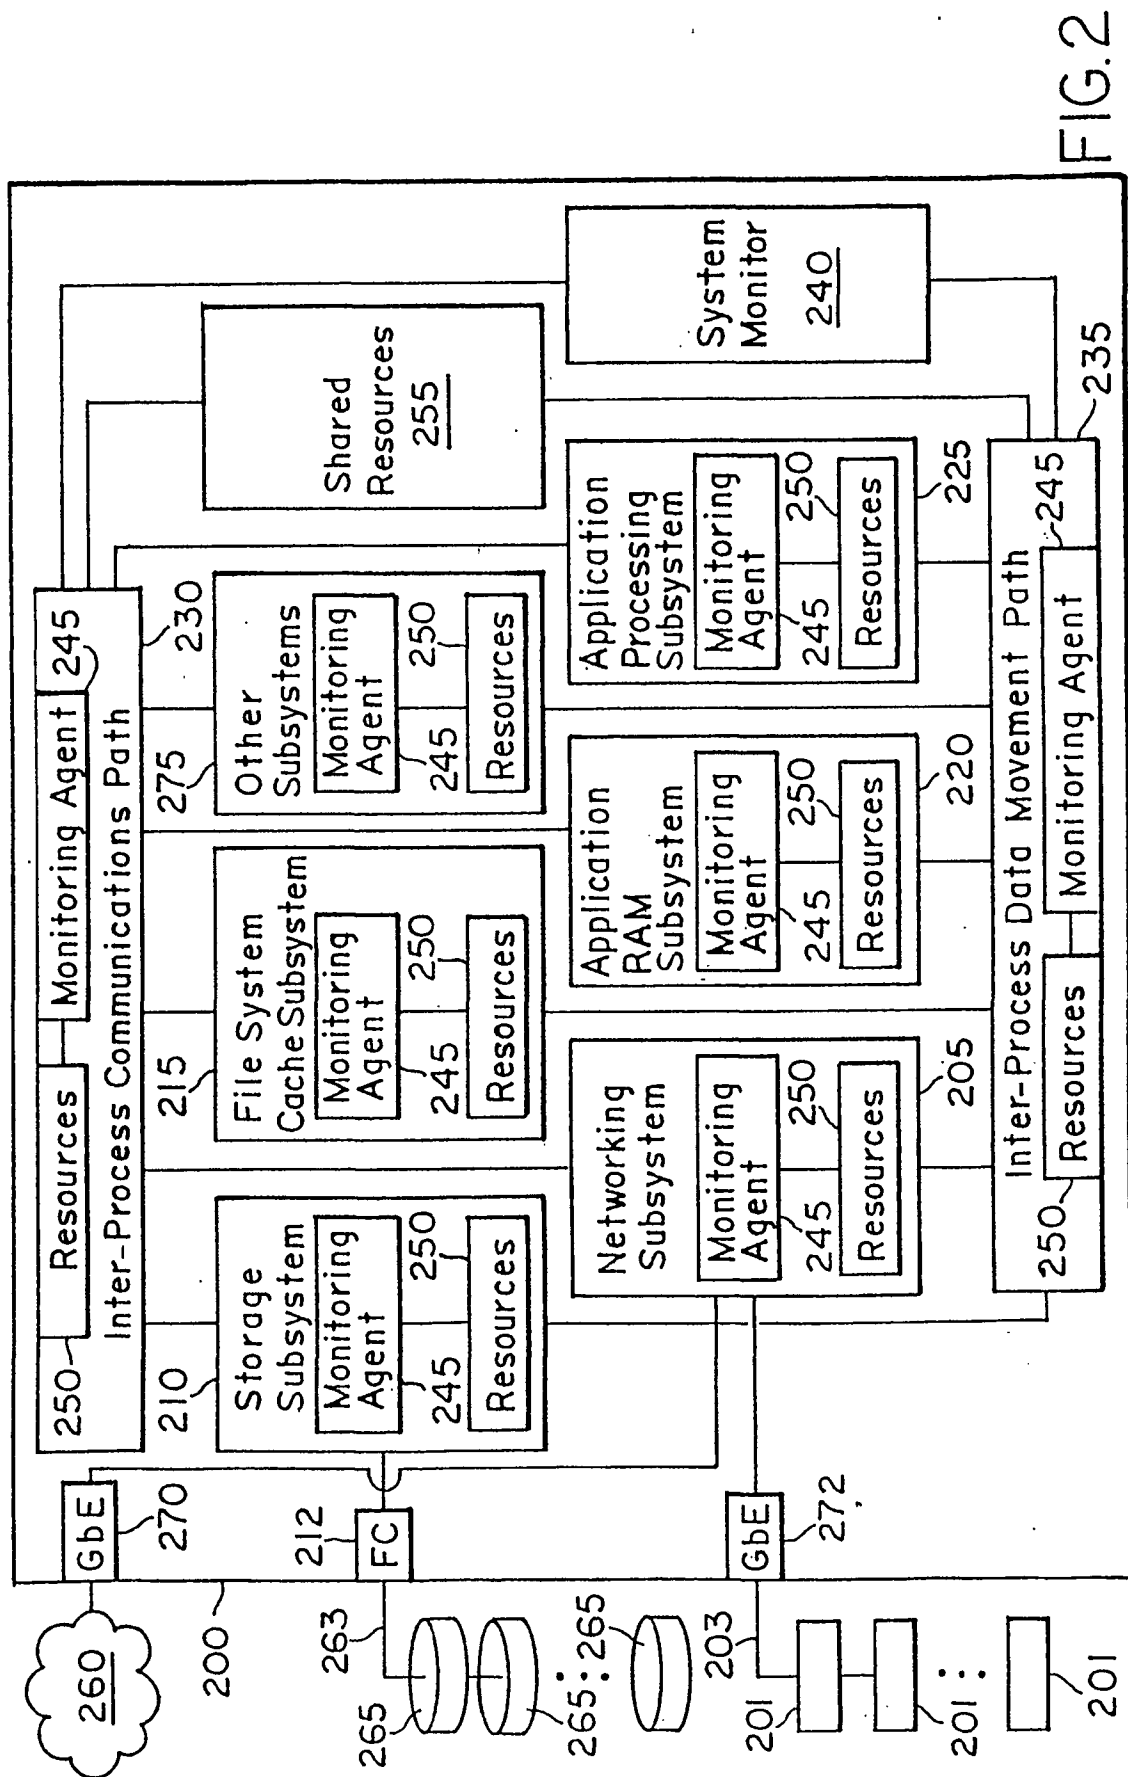 260
GbE
270
200
212
FC
263
265
265
265
203
GbE
272
201
201
201
250
Resources
Monitoring Agent
245
Inter-Process Communications Path
230
210
Storage
Subsystem
Monitoring
Agent
245
250
Resources
215
File System
Cache Subsystem
Monitoring
Agent
245
250
Resources
275
Other
Subsystems
Monitoring
Agent
245
250
Resources
Shared
Resources
255
Networking
Subsystem
Monitoring
Agent
245
250
Resources
205
Application
RAM
Subsystem
Monitoring
Agent
245
250
Resources
220
Application
Processing
Subsystem
Monitoring
Agent
245
250
Resources
225
System
Monitor
240
Inter-Process Data Movement Path
235
250
Resources
Monitoring Agent
245
FIG.2